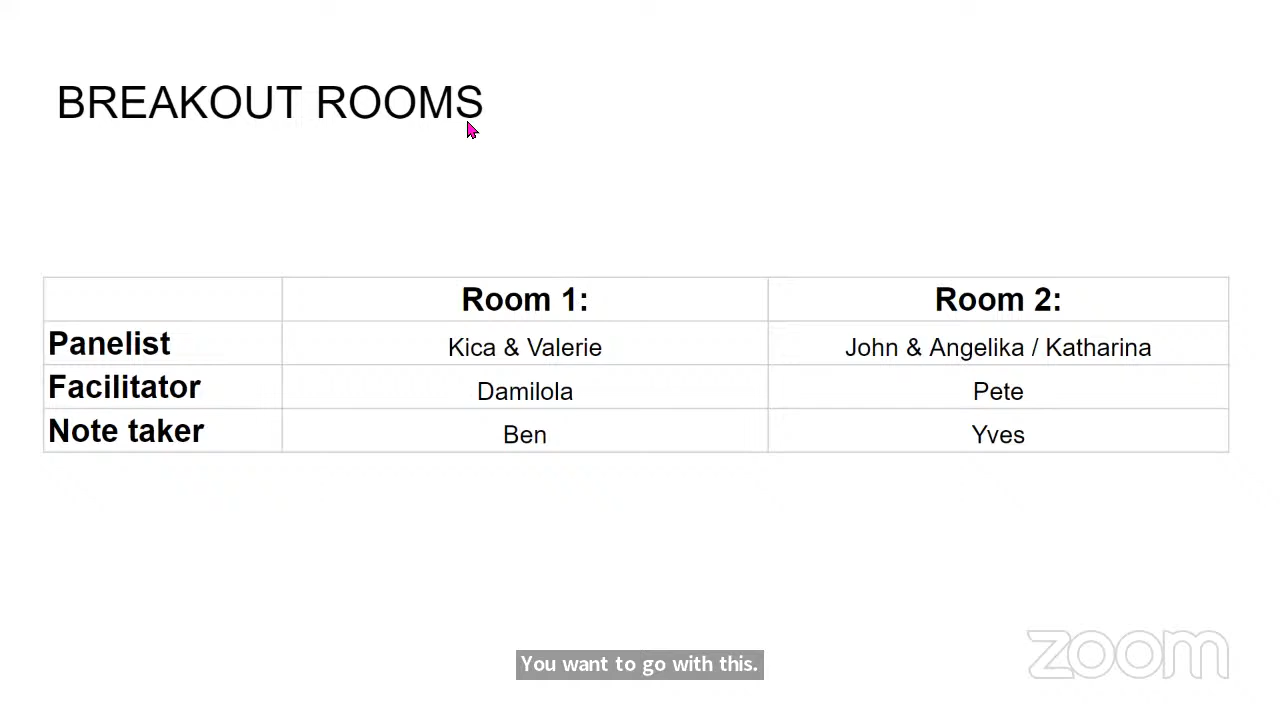 BREAKOUT ROOMS
Room 1: Room 2:
Panelist Kica & Valerie John & Angelika / Katharina
Facilitator Damilola Pete
Note taker Ben Yves
You want to go with this.
zoom